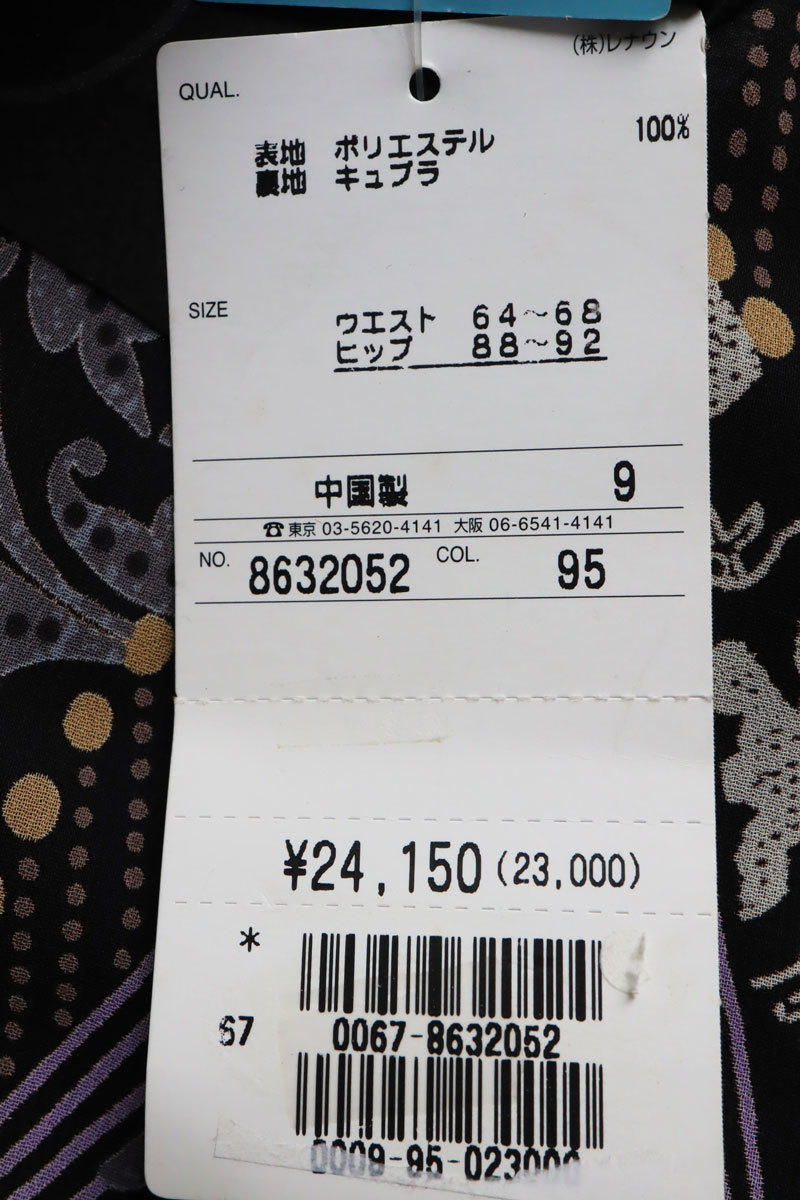 (株)レナウン
QUAL.
表地 ポリエステル 100%
裏地 キュプラ
SIZE
ウエスト 64~68
ヒップ 88~92
中国製 9
☎東京 03-5620-4141 大阪 06-6541-4141
NO. 8632052 COL. 95
¥24,150(23,000)
*
67
0067-8632052
0009-95-023000